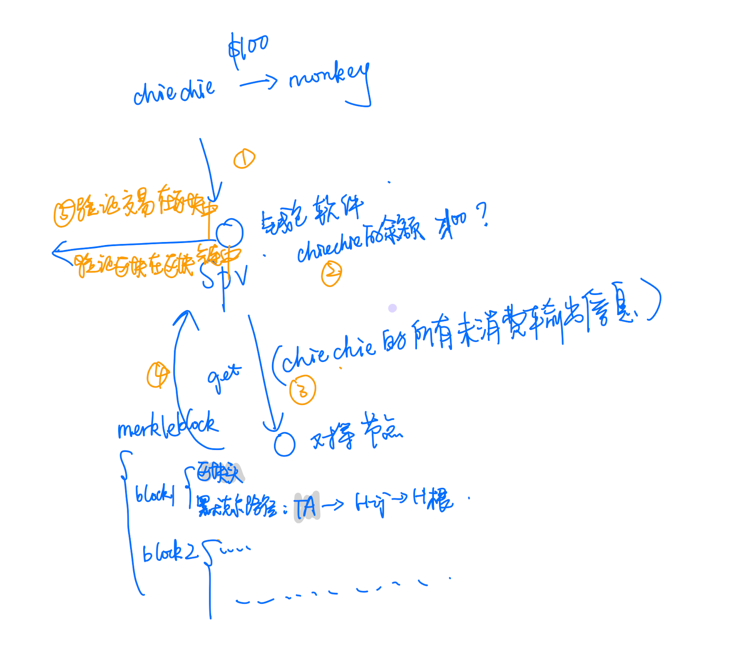 $100
chiechie → monkey
①
⑤验证交易在区块中
钱包软件
chiechie的余额 $100？
验证区块在区块链中
②
SPV
(chiechie的所有未消费输出信息)
④
get
③
merkleblock
对等节点
区块头
block1
默克尔路径：TA → Hij → H根
block2 .....